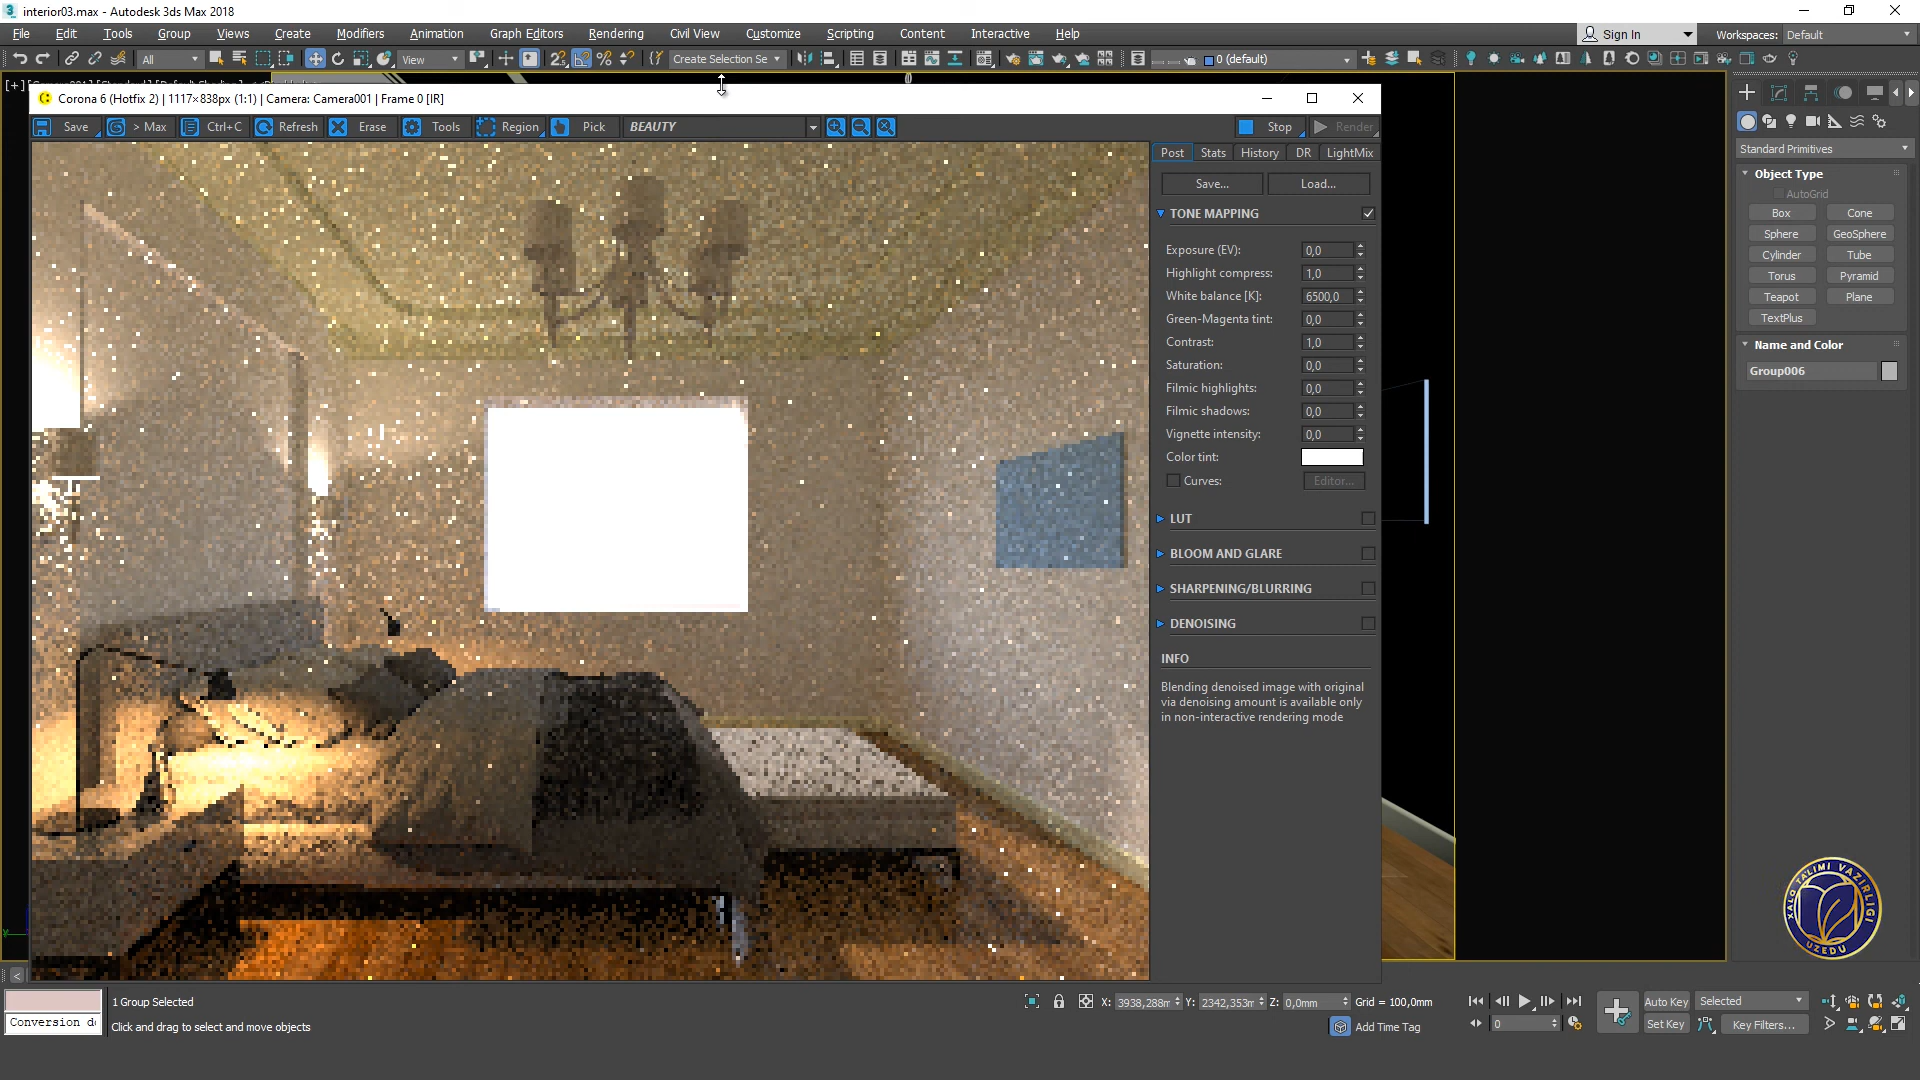 interior03.max - Autodesk 3ds Max 2018
File Edit Tools Group Views Create Modifiers Animation Graph Editors Rendering Civil View Customize Scripting Content Interactive Help
Sign In Workspaces: Default
All View Create Selection Se 0 (default)
[+]
Corona 6 (Hotfix 2) | 1117×838px (1:1) | Camera: Camera001 | Frame 0 [IR]
Save > Max Ctrl+C Refresh Erase Tools Region Pick BEAUTY Stop Render
Post Stats History DR LightMix
Save... Load...
TONE MAPPING
Exposure (EV): 0,0
Highlight compress: 1,0
White balance [K]: 6500,0
Green-Magenta tint: 0,0
Contrast: 1,0
Saturation: 0,0
Filmic highlights: 0,0
Filmic shadows: 0,0
Vignette intensity: 0,0
Color tint:
Curves: Editor...
LUT
BLOOM AND GLARE
SHARPENING/BLURRING
DENOISING
INFO
Blending denoised image with original
via denoising amount is available only
in non-interactive rendering mode
Standard Primitives
Object Type
AutoGrid
Box Cone
Sphere GeoSphere
Cylinder Tube
Torus Pyramid
Teapot Plane
TextPlus
Name and Color
Group006
XALQ TALIMI VAZIRLIGI
UZEDU
1 Group Selected
Click and drag to select and move objects
X: 3938,288m Y: 2342,353m Z: 0,0mm Grid = 100,0mm
Add Time Tag
0
Auto Key Selected
Set Key Key Filters...